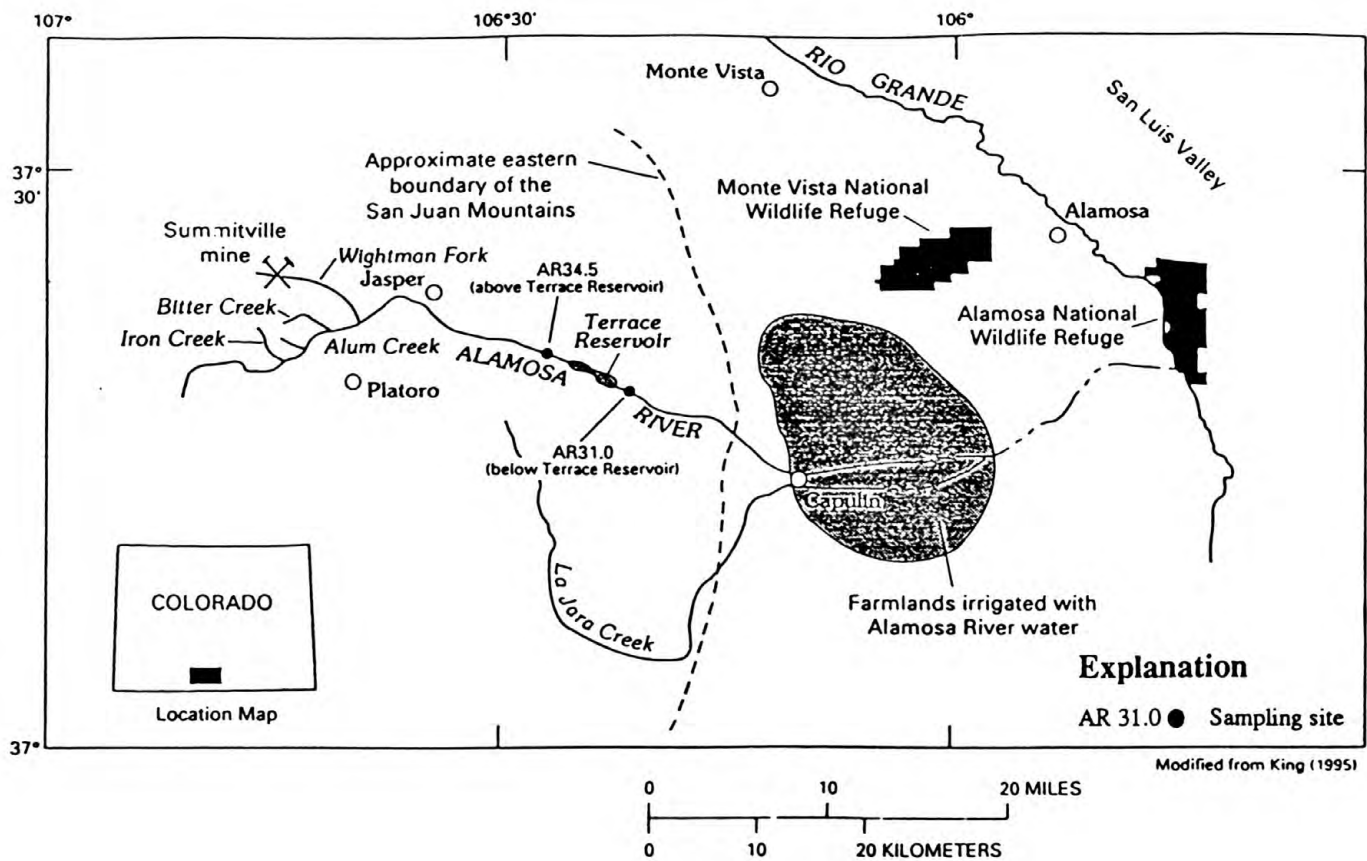 107°
106°30'
106°
Monte Vista
RIO GRANDE
San Luis Valley
37°
30'
Approximate eastern
boundary of the
San Juan Mountains
Monte Vista National
Wildlife Refuge
Alamosa
Summitville
mine
Wightman Fork
Jasper
AR34.5
(above Terrace Reservoir)
Bitter Creek
Iron Creek
Alum Creek
Terrace
Reservoir
Alamosa National
Wildlife Refuge
Platoro
ALAMOSA
RIVER
AR31.0
(below Terrace Reservoir)
Capulin
La Jara Creek
Farmlands irrigated with
Alamosa River water
COLORADO
Location Map
Explanation
AR 31.0 ● Sampling site
37°
Modified from King (1995)
0 10 20 MILES
0 10 20 KILOMETERS